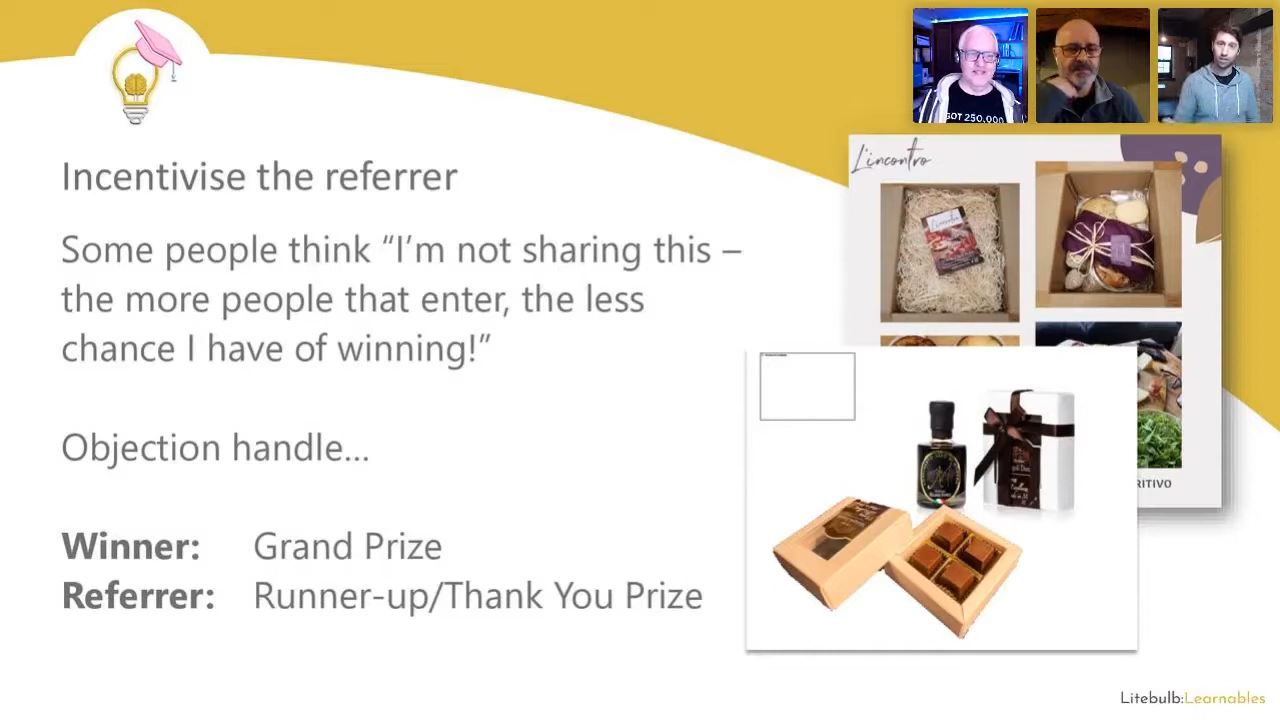 GOT 250,000
Incentivise the referrer
Some people think “I’m not sharing this –
the more people that enter, the less
chance I have of winning!”
Objection handle...
Winner: Grand Prize
Referrer: Runner-up/Thank You Prize
L'incontro
RITIVO
Litebulb:Learnables